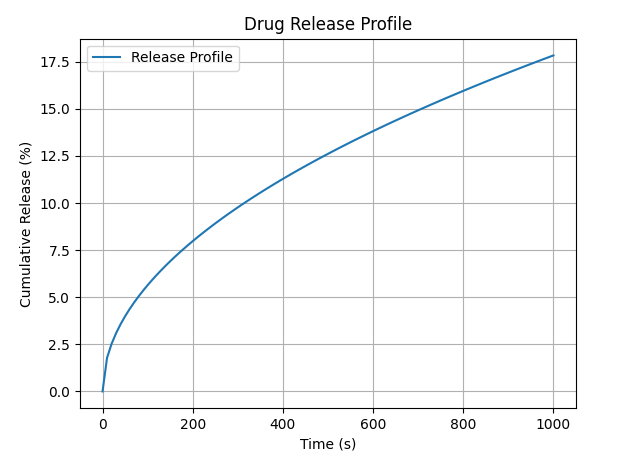 Drug Release Profile
Release Profile
17.5
15.0
12.5
10.0
7.5
5.0
2.5
0.0
Cumulative Release (%)
0 200 400 600 800 1000
Time (s)